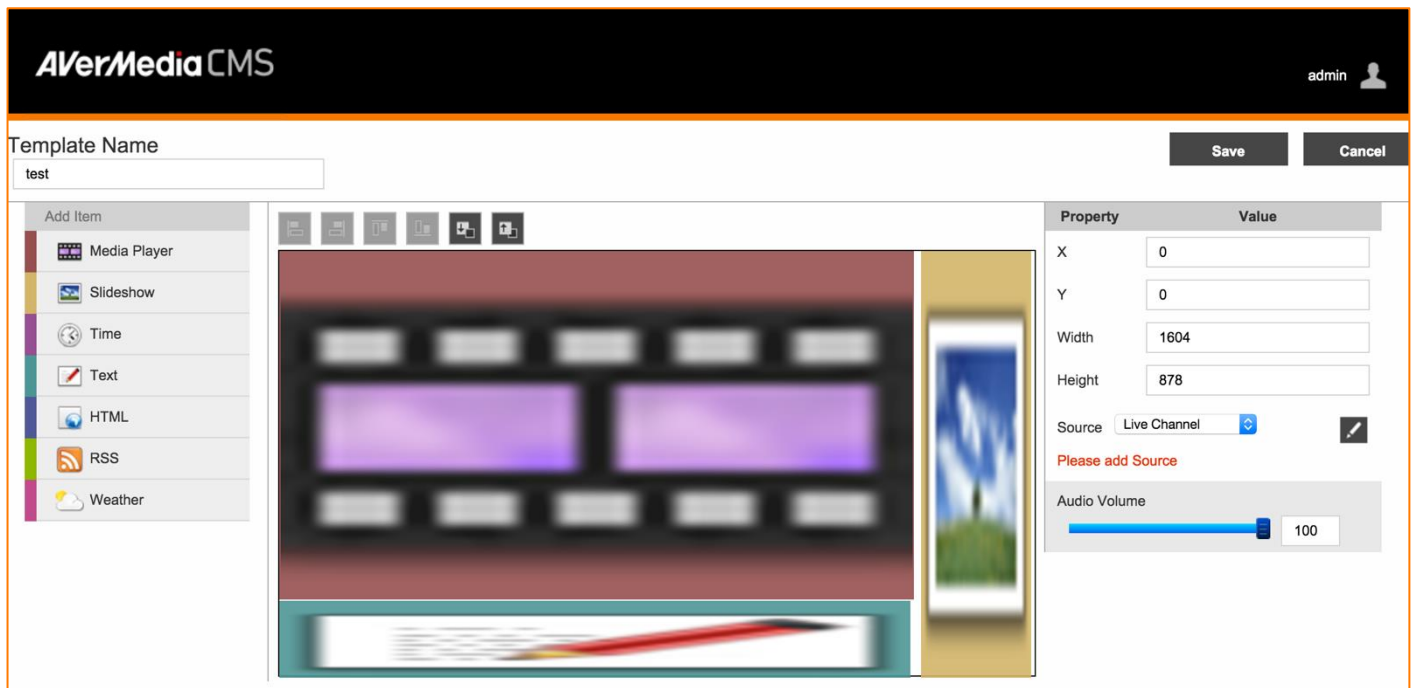 AVerMedia CMS
admin
Template Name
Save
Cancel
test
Add Item
Media Player
Slideshow
Time
Text
HTML
RSS
Weather
Property Value
X 0
Y 0
Width 1604
Height 878
Source Live Channel
Please add Source
Audio Volume
100